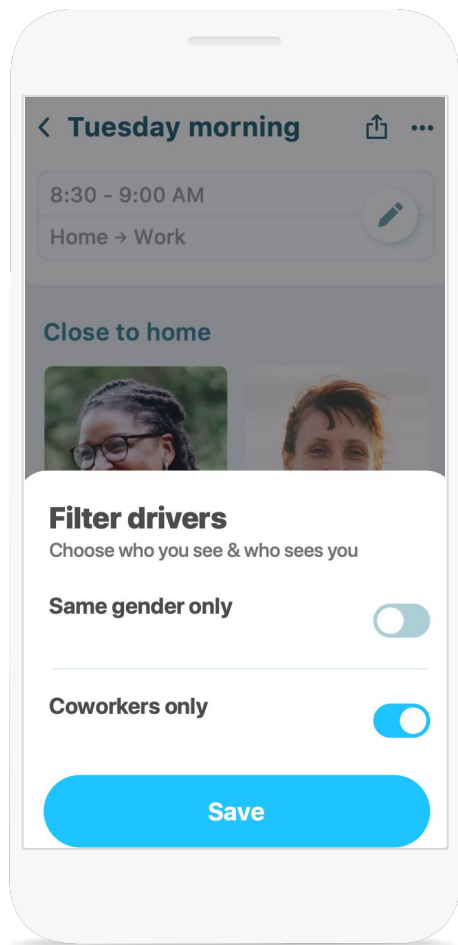 Tuesday morning
8:30 - 9:00 AM
Home → Work
Close to home
Filter drivers
Choose who you see & who sees you
Same gender only
Coworkers only
Save